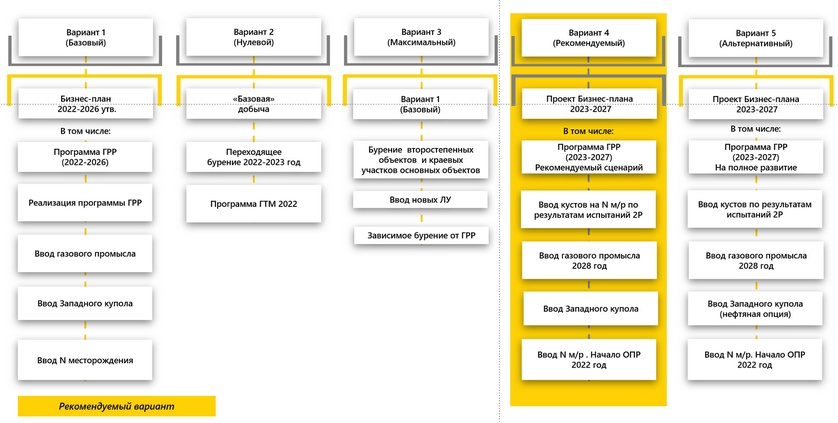 Вариант 1
(Базовый)
Бизнес-план
2022-2026 утв.
В том числе:
Программа ГРР
(2022-2026)
Реализация программы ГРР
Ввод газового промысла
Ввод Западного купола
Ввод N месторождения
Вариант 2
(Нулевой)
«Базовая»
добыча
Переходящее
бурение 2022-2023 год
Программа ГТМ 2022
Вариант 3
(Максимальный)
Вариант 1
(Базовый)
Бурение второстепенных
объектов и краевых
участков основных объектов
Ввод новых ЛУ
Зависимое бурение от ГРР
Вариант 4
(Рекомендуемый)
Проект Бизнес-плана
2023-2027
В том числе:
Программа ГРР
(2023-2027)
Рекомендуемый сценарий
Ввод кустов на N м/р по
результатам испытаний 2Р
Ввод газового промысла
2028 год
Ввод Западного купола
Ввод N м/р . Начало ОПР
2022 год
Вариант 5
(Альтернативный)
Проект Бизнес-плана
2023-2027
В том числе:
Программа ГРР
(2023-2027)
На полное развитие
Ввод кустов по результатам
испытаний 2Р
Ввод газового промысла
2028 год
Ввод Западного купола
(нефтяная опция)
Ввод N м/р. Начало ОПР
2022 год
Рекомендуемый вариант